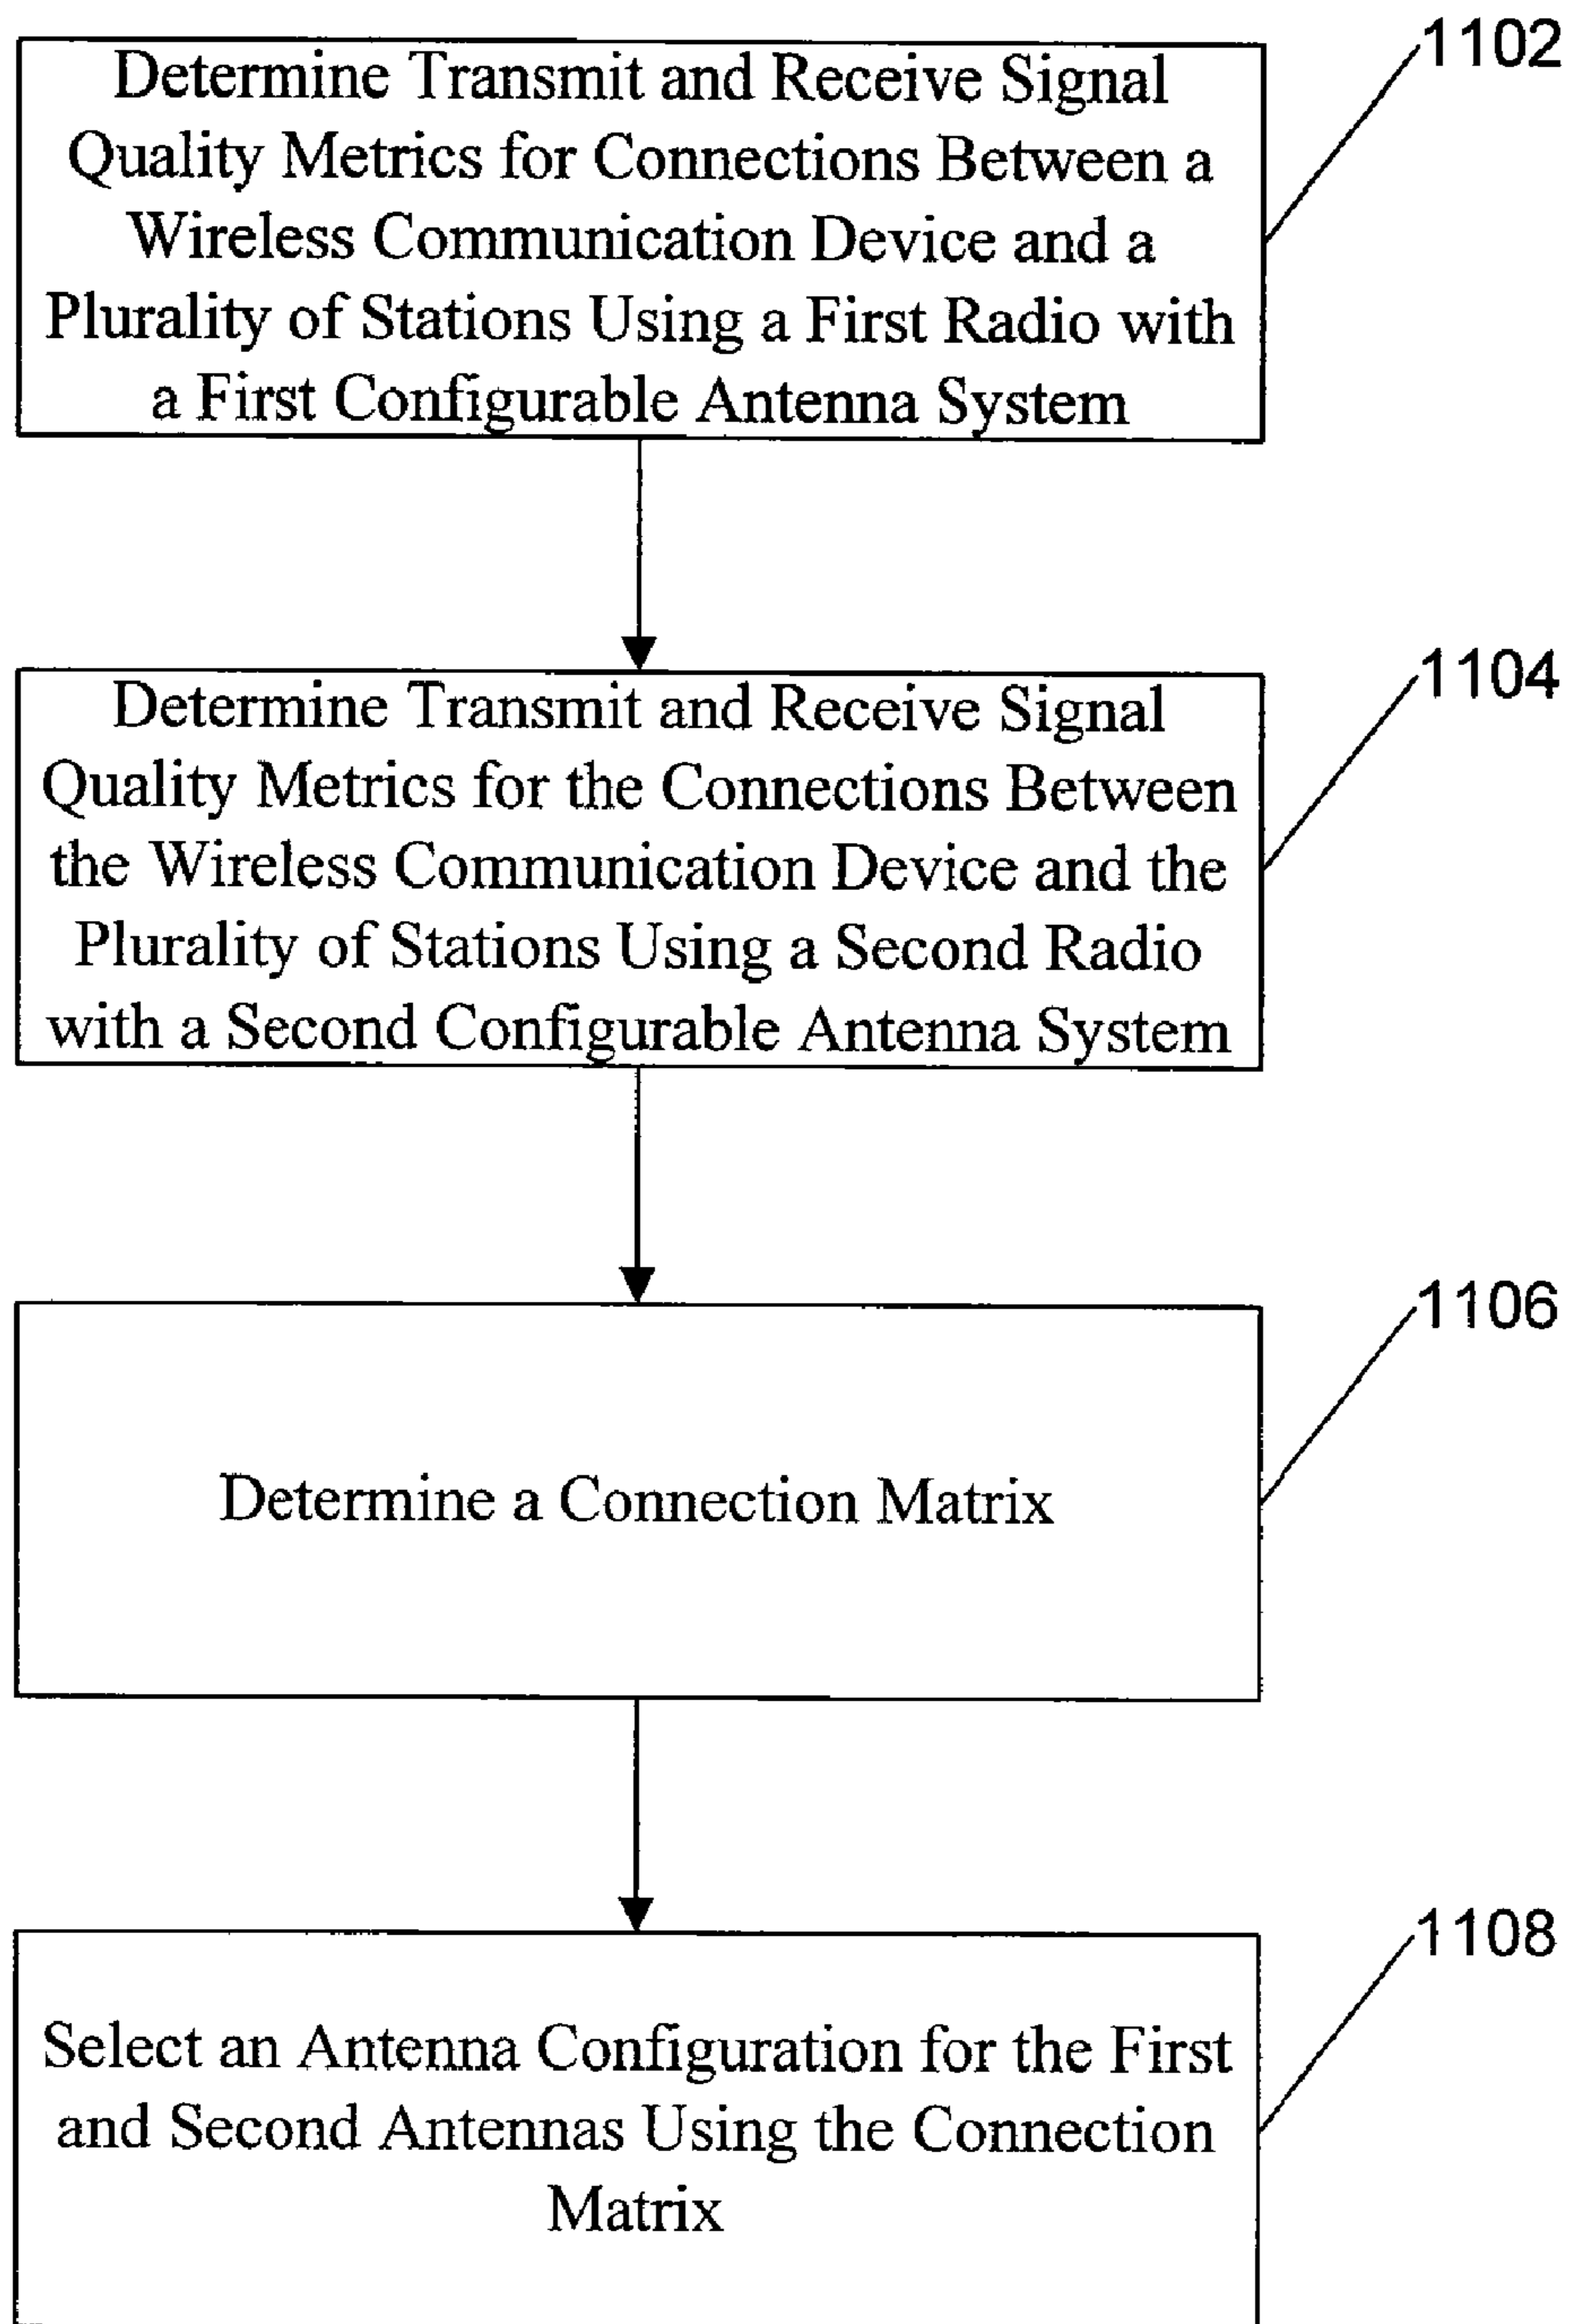 1102
Determine Transmit and Receive Signal
Quality Metrics for Connections Between a
Wireless Communication Device and a
Plurality of Stations Using a First Radio with
a First Configurable Antenna System
1104
Determine Transmit and Receive Signal
Quality Metrics for the Connections Between
the Wireless Communication Device and the
Plurality of Stations Using a Second Radio
with a Second Configurable Antenna System
1106
Determine a Connection Matrix
1108
Select an Antenna Configuration for the First
and Second Antennas Using the Connection
Matrix